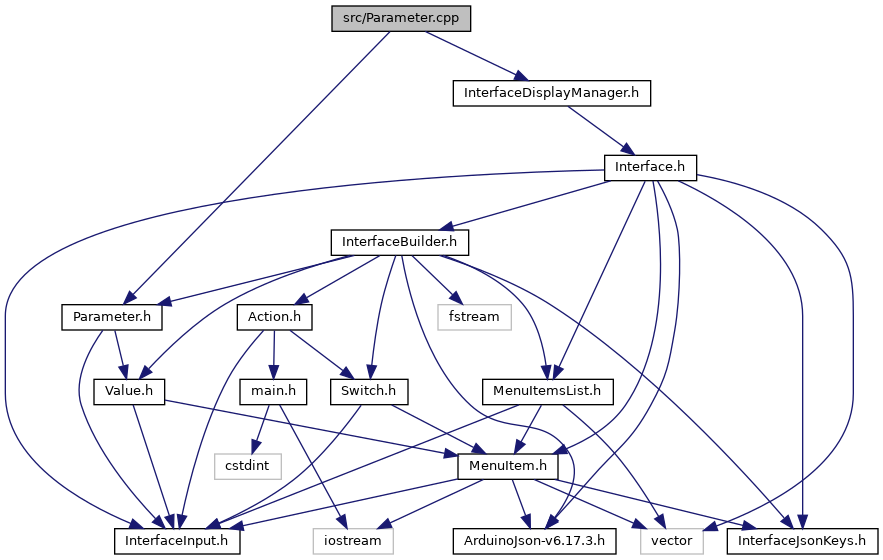 src/Parameter.cpp
InterfaceDisplayManager.h
Interface.h
InterfaceBuilder.h
Parameter.h
Action.h
fstream
Value.h
main.h
Switch.h
MenuItemsList.h
cstdint
MenuItem.h
InterfaceInput.h
iostream
ArduinoJson-v6.17.3.h
vector
InterfaceJsonKeys.h